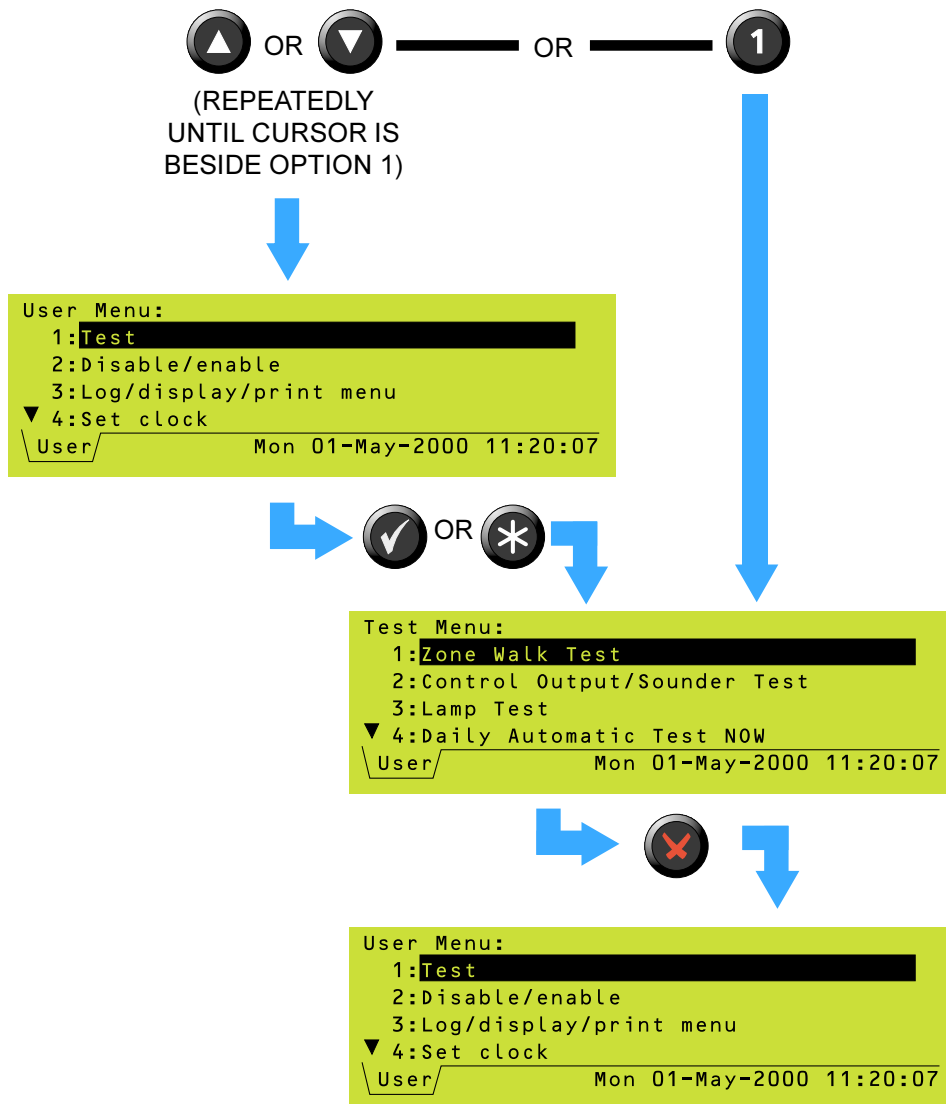 OR
OR
1
(REPEATEDLY
UNTIL CURSOR IS
BESIDE OPTION 1)
User Menu:
1:Test
2:Disable/enable
3:Log/display/print menu
▼ 4:Set clock
User Mon 01-May-2000 11:20:07
OR
Test Menu:
1:Zone Walk Test
2:Control Output/Sounder Test
3:Lamp Test
▼ 4:Daily Automatic Test NOW
User Mon 01-May-2000 11:20:07
User Menu:
1:Test
2:Disable/enable
3:Log/display/print menu
▼ 4:Set clock
User Mon 01-May-2000 11:20:07